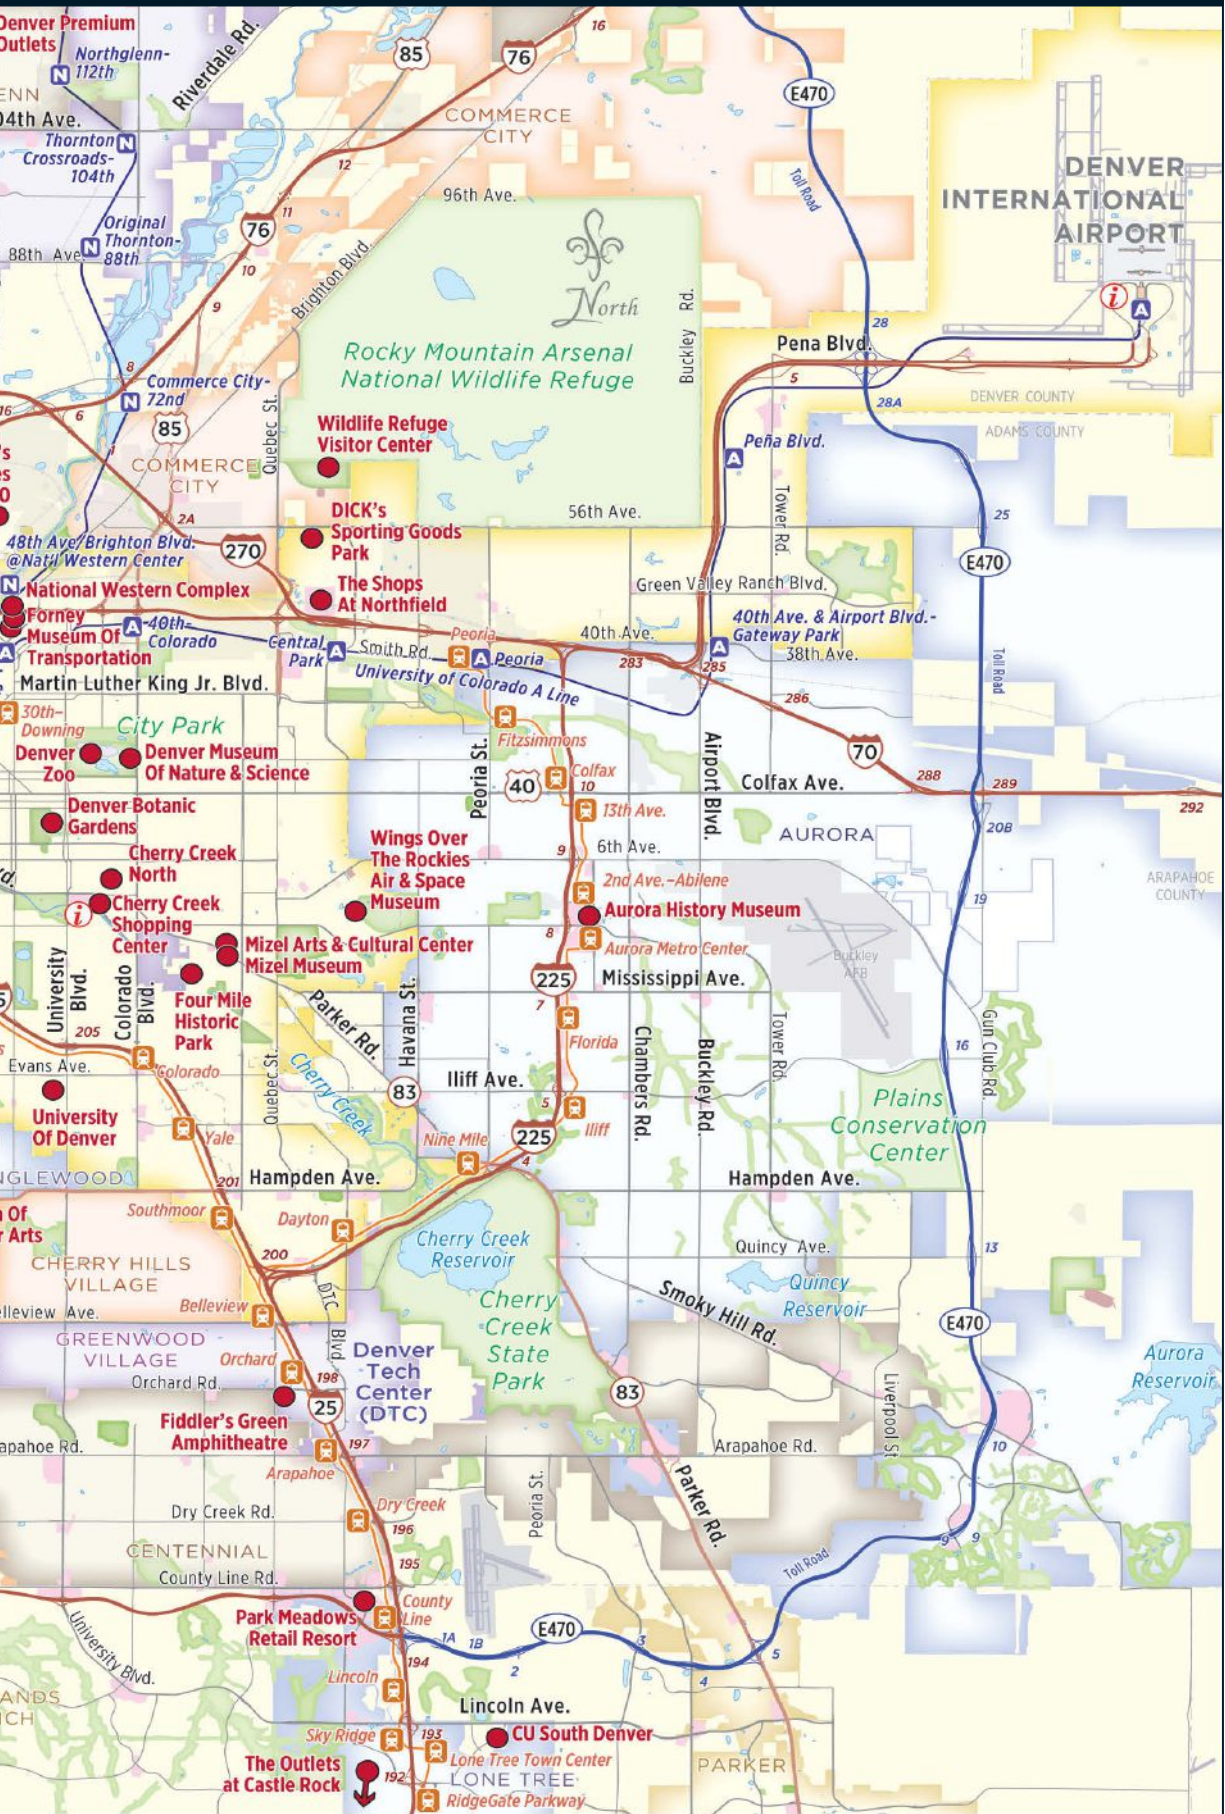 Denver Premium
Outlets
Northglenn-
112th
N
Riverdale Rd.
85
76
16
E470
COMMERCE
CITY
04th Ave.
Thornton
Crossroads-
104th
N
12
DENVER
INTERNATIONAL
AIRPORT
Toll Road
96th Ave.
11
76
10
Original
Thornton-
88th
N
88th Ave.
Brighton Blvd.
9
North
Buckley Rd.
i
A
28
Pena Blvd.
5
28A
DENVER COUNTY
ADAMS COUNTY
Rocky Mountain Arsenal
National Wildlife Refuge
8
Commerce City-
72nd
N
16
6
85
1
Quebec St.
COMMERCE
CITY
Wildlife Refuge
Visitor Center
A
Peña Blvd.
Tower Rd.
2A
DICK's
Sporting Goods
Park
56th Ave.
25
48th Ave/Brighton Blvd.
@Nat'l Western Center
270
E470
N
National Western Complex
The Shops
At Northfield
Green Valley Ranch Blvd.
Forney
Museum Of
Transportation
A
40th-
Colorado
A
Central
Park
A
Smith Rd.
Peoria
A
Peoria
40th Ave.
40th Ave. & Airport Blvd.-
Gateway Park
A
38th Ave.
283
285
286
University of Colorado A Line
Toll Road
Martin Luther King Jr. Blvd.
30th-
Downing
City Park
Fitzsimmons
Denver
Zoo
Denver Museum
Of Nature & Science
Peoria St.
40
Colfax
10
Airport Blvd.
Colfax Ave.
70
288
289
292
Denver Botanic
Gardens
13th Ave.
20B
AURORA
Cherry Creek
North
Wings Over
The Rockies
Air & Space
Museum
9
6th Ave.
2nd Ave.-Abilene
ARAPAHOE
COUNTY
19
i
Cherry Creek
Shopping
Center
Aurora History Museum
8
Aurora Metro Center
Mizel Arts & Cultural Center
Mizel Museum
Buckley
AFB
University
Blvd.
Colorado
Blvd.
Four Mile
Historic
Park
Parker Rd.
Havana St.
225
Mississippi Ave.
7
205
Florida
Chambers Rd.
Buckley Rd.
Tower Rd.
16
Gun Club Rd.
Evans Ave.
Colorado
Quebec St.
Cherry Creek
83
Iliff Ave.
5
Iliff
University
Of Denver
Yale
Plains
Conservation
Center
Nine Mile
225
4
NGLEWOOD
201
Hampden Ave.
Hampden Ave.
n Of
r Arts
Southmoor
Dayton
Cherry Creek
Reservoir
Quincy Ave.
13
CHERRY HILLS
VILLAGE
200
DTC
Blvd.
Quincy
Reservoir
Smoky Hill Rd.
elleview Ave.
Belleview
Cherry
Creek
State
Park
E470
GREENWOOD
VILLAGE
Denver
Tech
Center
(DTC)
Aurora
Reservoir
Orchard
Orchard Rd.
198
25
83
Liverpool St
Fiddler's Green
Amphitheatre
197
apahoe Rd.
Arapahoe
Arapahoe Rd.
10
Parker Rd.
Peoria St.
Dry Creek Rd.
Dry Creek
196
9
9
CENTENNIAL
195
County Line Rd.
Toll Road
University Blvd.
Park Meadows
Retail Resort
County
Line
E470
1A
1B
2
3
4
5
194
Lincoln
ANDS
CH
Lincoln Ave.
Sky Ridge
193
CU South Denver
The Outlets
at Castle Rock
192
Lone Tree Town Center
LONE TREE
RidgeGate Parkway
PARKER